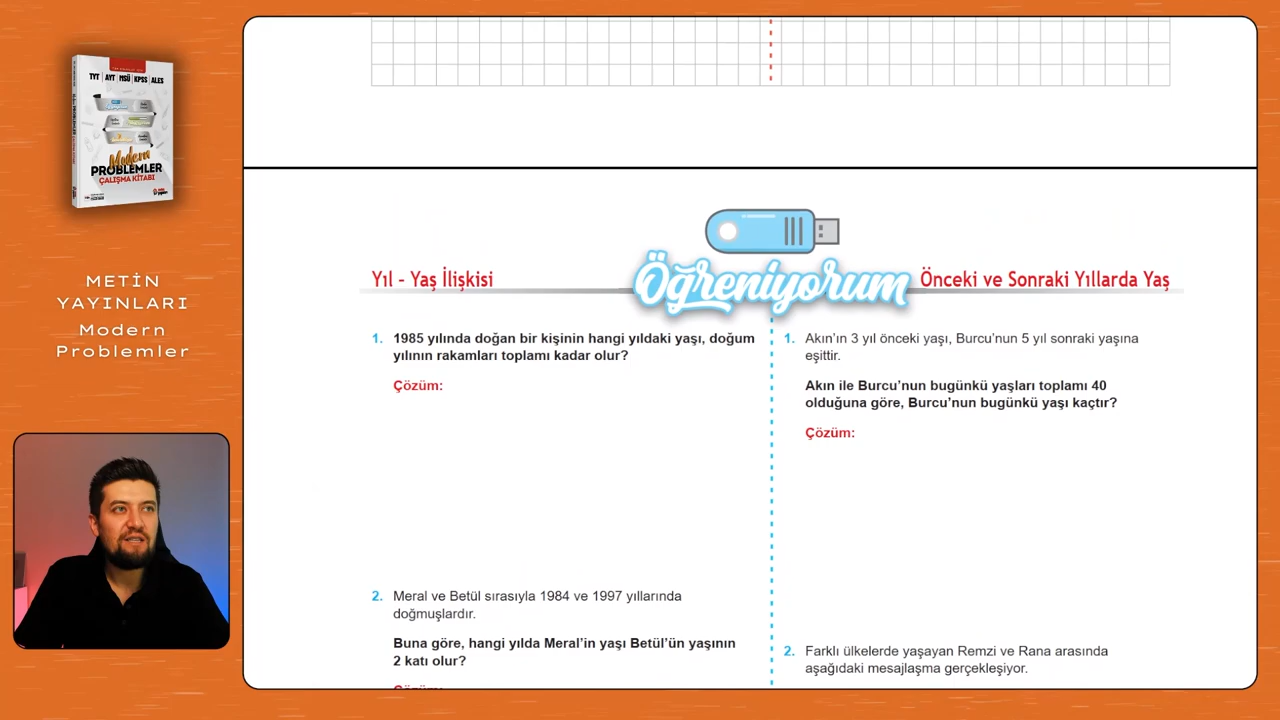 TYT AYT MSÜ KPSS ALES
Modern
PROBLEMLER
ÇALIŞMA KİTABI
METİN
YAYINLARI
Modern
Problemler
Yıl - Yaş İlişkisi
Öğreniyorum
Önceki ve Sonraki Yıllarda Yaş
1. 1985 yılında doğan bir kişinin hangi yıldaki yaşı, doğum
yılının rakamları toplamı kadar olur?
Çözüm:
2. Meral ve Betül sırasıyla 1984 ve 1997 yıllarında
doğmuşlardır.
Buna göre, hangi yılda Meral’in yaşı Betül’ün yaşının
2 katı olur?
Çözüm:
1. Akın’ın 3 yıl önceki yaşı, Burcu’nun 5 yıl sonraki yaşına
eşittir.
Akın ile Burcu’nun bugünkü yaşları toplamı 40
olduğuna göre, Burcu’nun bugünkü yaşı kaçtır?
Çözüm:
2. Farklı ülkelerde yaşayan Remzi ve Rana arasında
aşağıdaki mesajlaşma gerçekleşiyor.